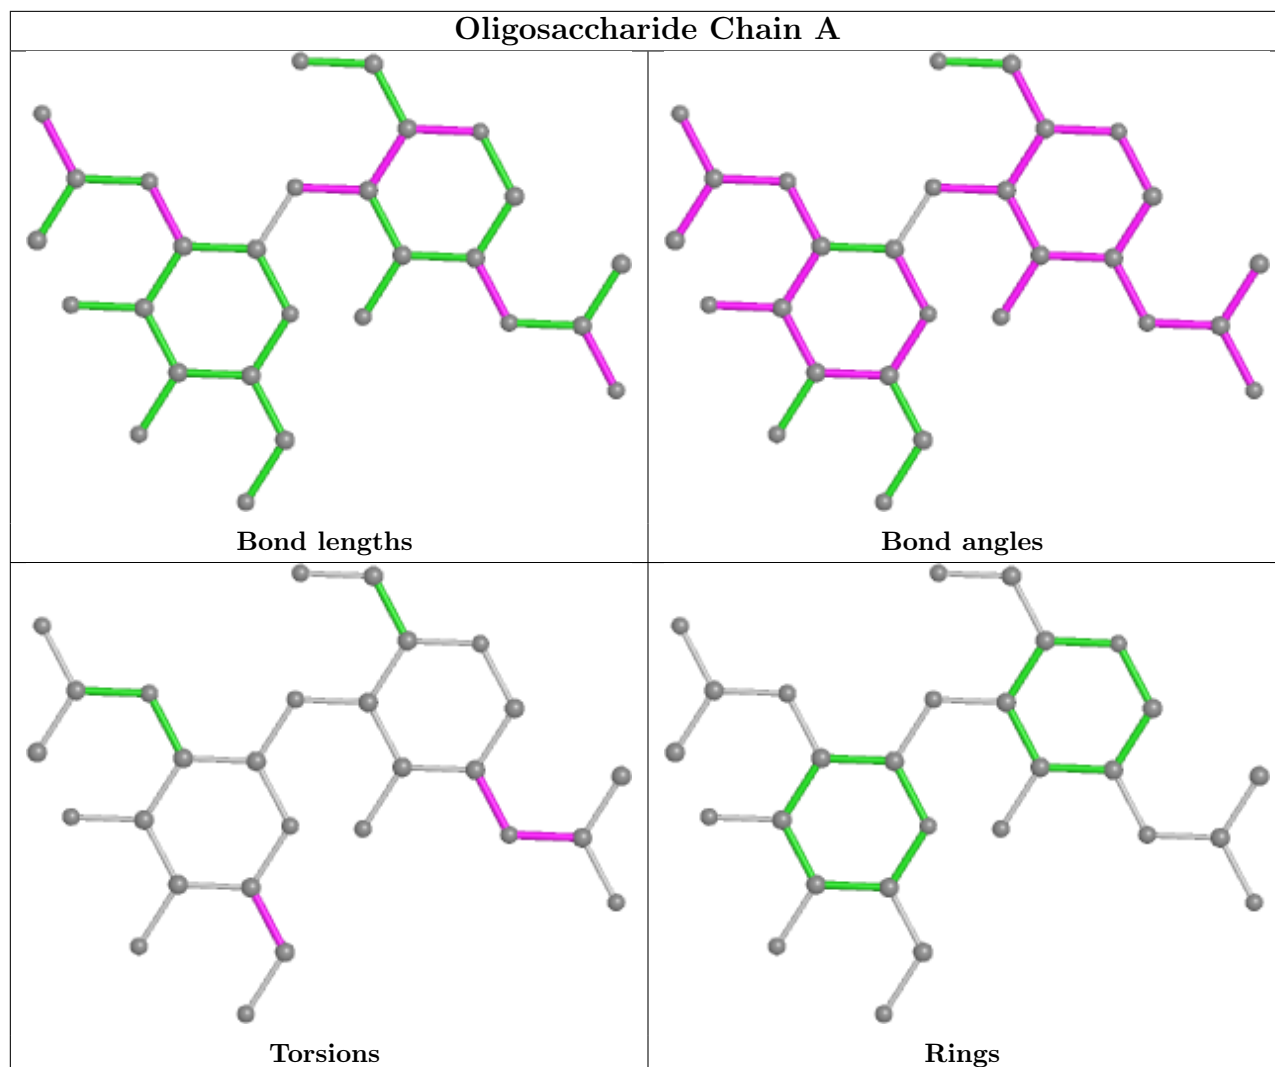 Oligosaccharide Chain A
Bond lengths
Bond angles
Torsions
Rings